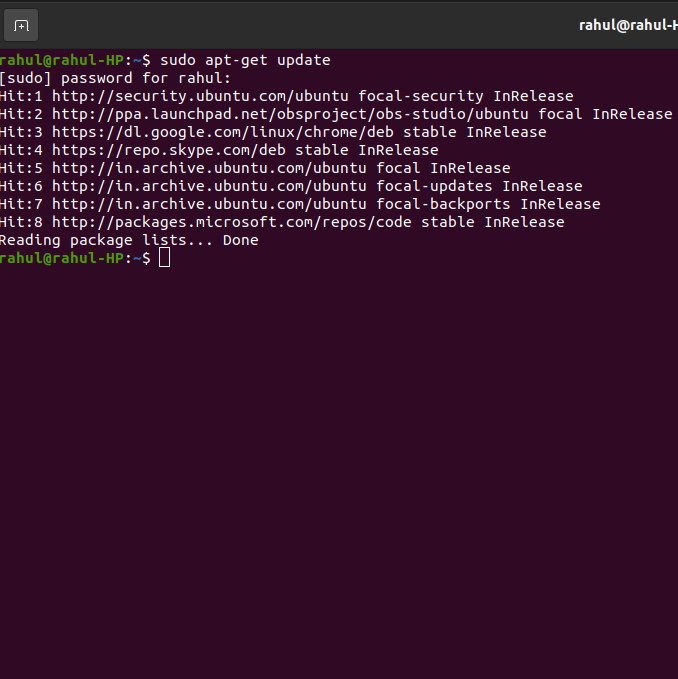 rahul@rahul-H
rahul@rahul-HP:~$ sudo apt-get update
[sudo] password for rahul:
Hit:1 http://security.ubuntu.com/ubuntu focal-security InRelease
Hit:2 http://ppa.launchpad.net/obsproject/obs-studio/ubuntu focal InRelease
Hit:3 https://dl.google.com/linux/chrome/deb stable InRelease
Hit:4 https://repo.skype.com/deb stable InRelease
Hit:5 http://in.archive.ubuntu.com/ubuntu focal InRelease
Hit:6 http://in.archive.ubuntu.com/ubuntu focal-updates InRelease
Hit:7 http://in.archive.ubuntu.com/ubuntu focal-backports InRelease
Hit:8 http://packages.microsoft.com/repos/code stable InRelease
Reading package lists... Done
rahul@rahul-HP:~$